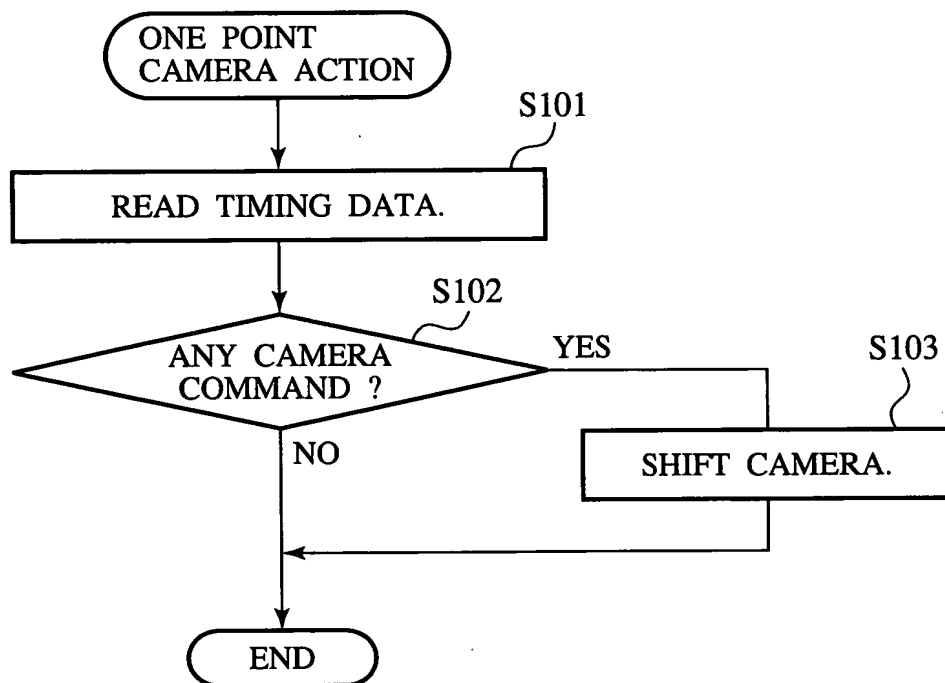 ONE POINT
CAMERA ACTION
S101
READ TIMING DATA.
S102
ANY CAMERA
COMMAND ?
YES
S103
NO
SHIFT CAMERA.
END